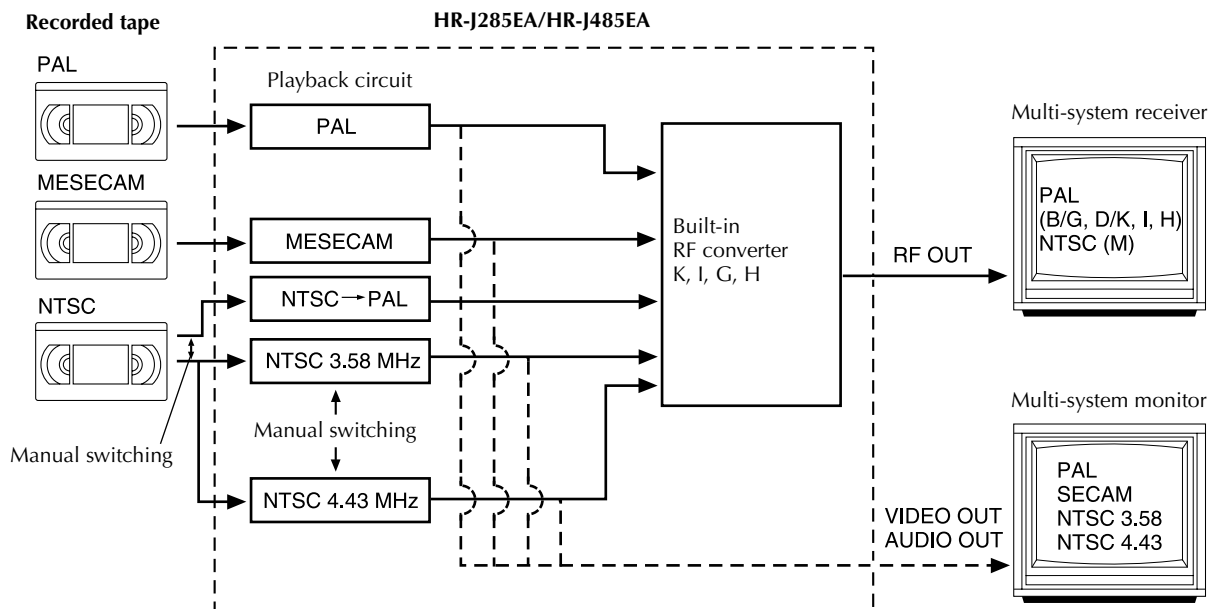 Recorded tape
HR-J285EA/HR-J485EA
PAL
Playback circuit
PAL
MESECAM
MESECAM
NTSC
NTSC→PAL
NTSC 3.58 MHz
Manual switching
Manual switching
NTSC 4.43 MHz
Built-in
RF converter
K, I, G, H
RF OUT
VIDEO OUT
AUDIO OUT
Multi-system receiver
PAL
(B/G, D/K, I, H)
NTSC (M)
Multi-system monitor
PAL
SECAM
NTSC 3.58
NTSC 4.43